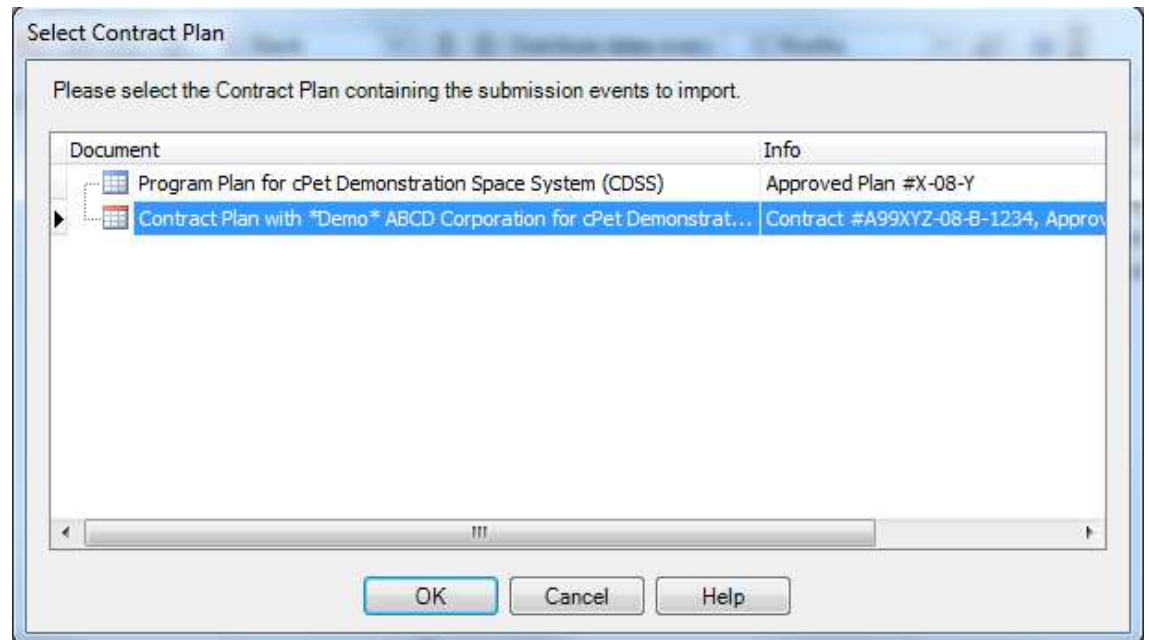 Select Contract Plan
Please select the Contract Plan containing the submission events to import.
Document Info
Program Plan for cPet Demonstration Space System (CDSS) Approved Plan #X-08-Y
Contract Plan with *Demo* ABCD Corporation for cPet Demonstrat... Contract #A99XYZ-08-B-1234, Approv
OK Cancel Help